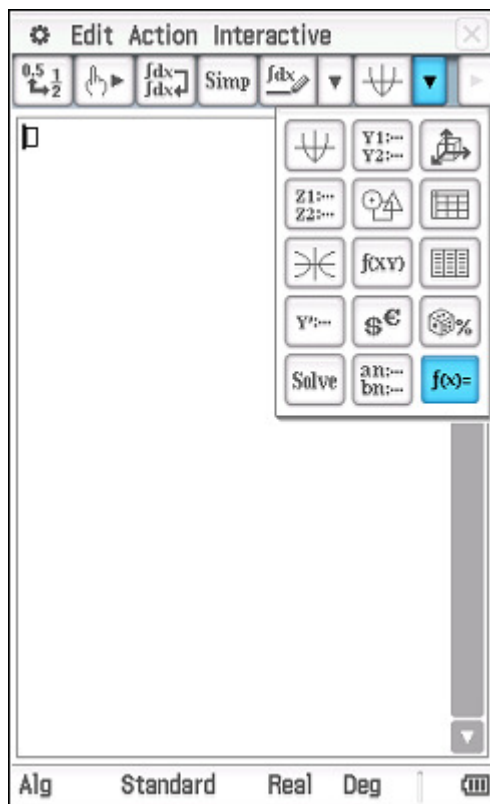 Edit Action Interactive
0.5 1 2 ∫dx ∫dx Simp ∫dx
Y1:··· Y2:···
Z1:··· Z2:···
f(XY)
Y':··· $€ %
Solve an:··· bn:··· f(x)=
Alg Standard Real Deg